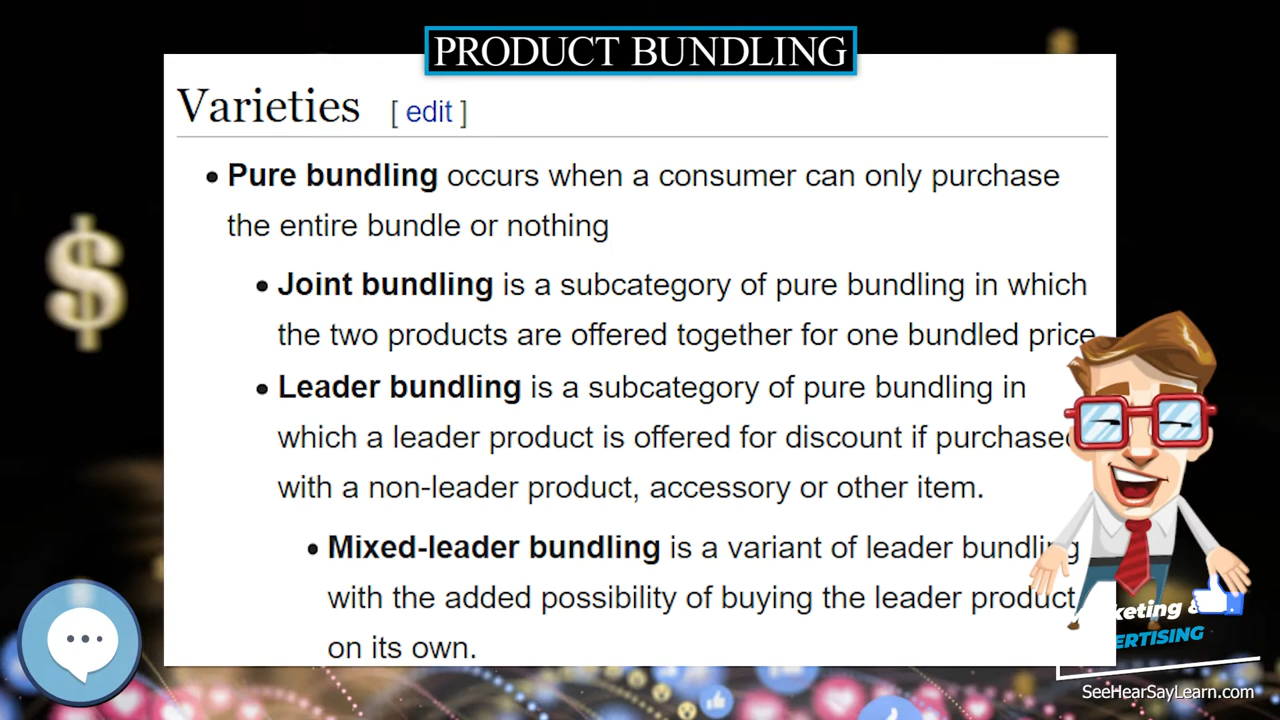 PRODUCT BUNDLING
Varieties [ edit ]
• Pure bundling occurs when a consumer can only purchase
the entire bundle or nothing
• Joint bundling is a subcategory of pure bundling in which
the two products are offered together for one bundled price
• Leader bundling is a subcategory of pure bundling in
which a leader product is offered for discount if purchased
with a non-leader product, accessory or other item.
• Mixed-leader bundling is a variant of leader bundling
with the added possibility of buying the leader product
on its own.
keting &
ERTISING
SeeHearSayLearn.com